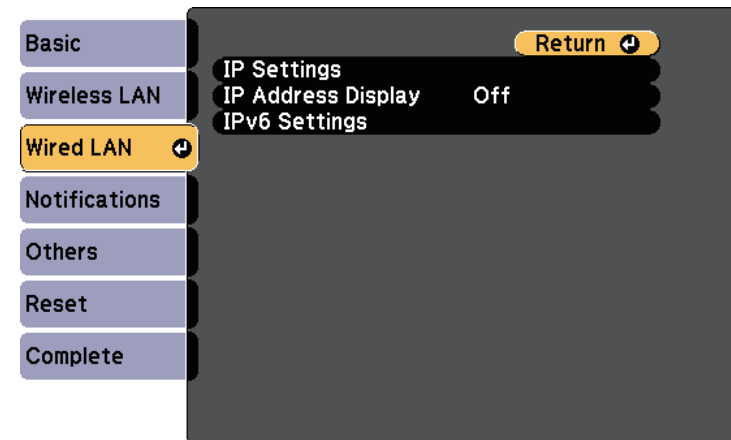 Basic
Wireless LAN
Wired LAN
Notifications
Others
Reset
Complete
Return
IP Settings
IP Address Display Off
IPv6 Settings